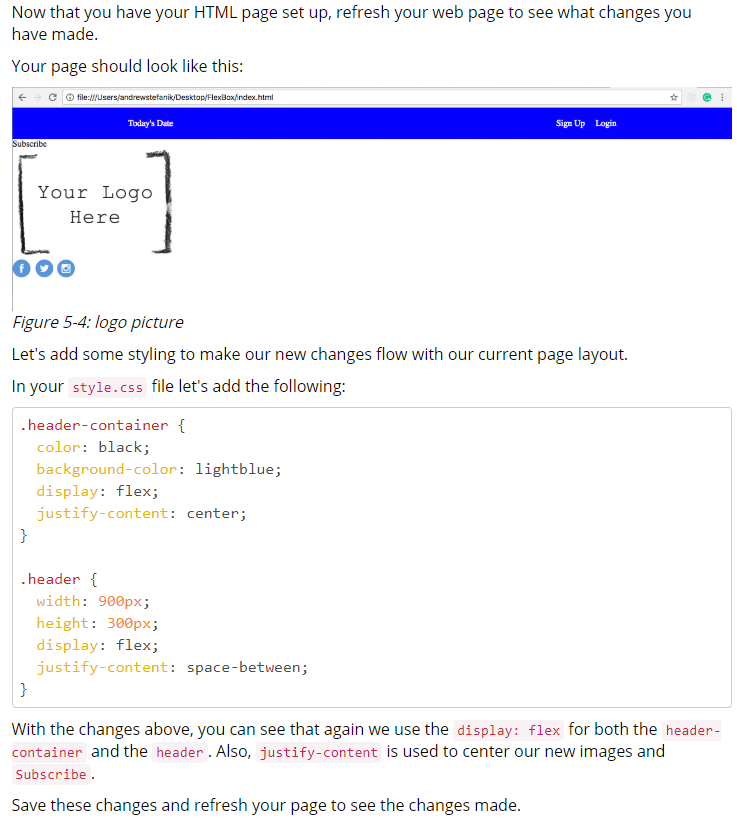 Now that you have your HTML page set up, refresh your web page to see what changes you
have made.
Your page should look like this:
file:///Users/andrewstefanik/Desktop/FlexBox/index.html
Today's Date
Sign Up Login
Subscribe
Your Logo
Here
Figure 5-4: logo picture
Let's add some styling to make our new changes flow with our current page layout.
In your style.css file let's add the following:
.header-container {
  color: black;
  background-color: lightblue;
  display: flex;
  justify-content: center;
}
.header {
  width: 900px;
  height: 300px;
  display: flex;
  justify-content: space-between;
}
With the changes above, you can see that again we use the display: flex for both the header-
container and the header. Also, justify-content is used to center our new images and
Subscribe.
Save these changes and refresh your page to see the changes made.